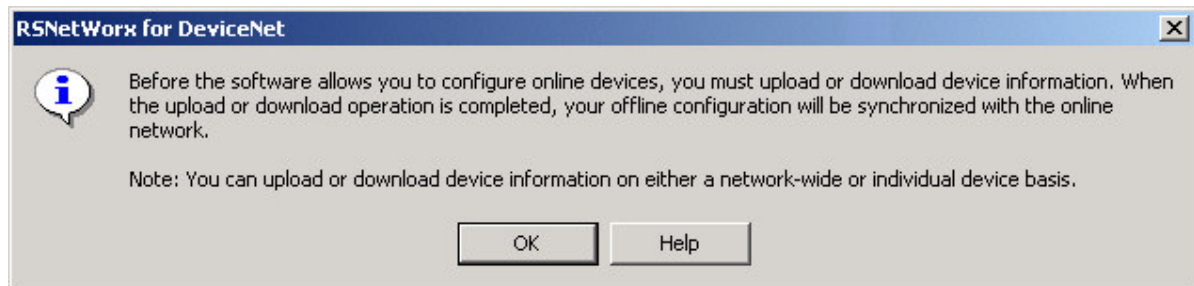 RSNetWorx for DeviceNet
Before the software allows you to configure online devices, you must upload or download device information. When
the upload or download operation is completed, your offline configuration will be synchronized with the online
network.
Note: You can upload or download device information on either a network-wide or individual device basis.
OK
Help